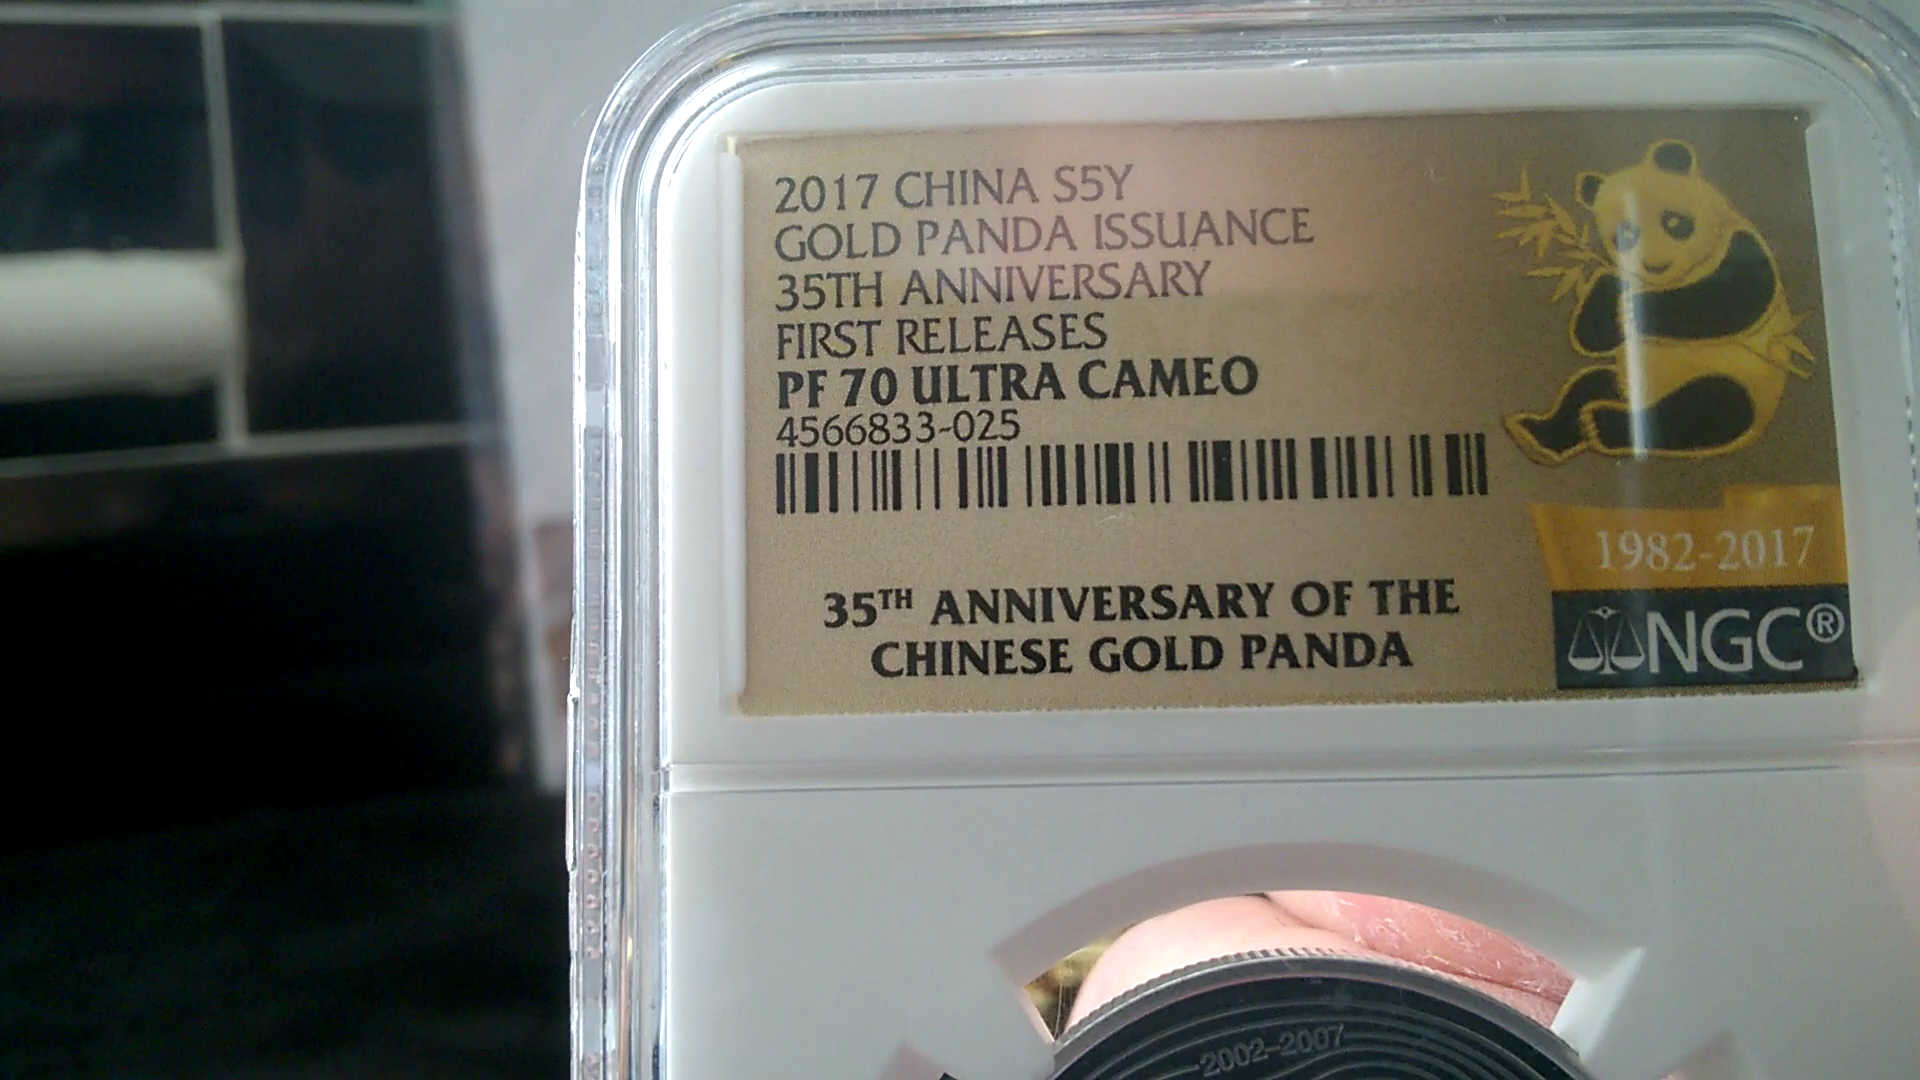 2017 CHINA S5Y
GOLD PANDA ISSUANCE
35TH ANNIVERSARY
FIRST RELEASES
PF 70 ULTRA CAMEO
4566833-025
1982-2017
35TH ANNIVERSARY OF THE
CHINESE GOLD PANDA
NGC®
2002-2007